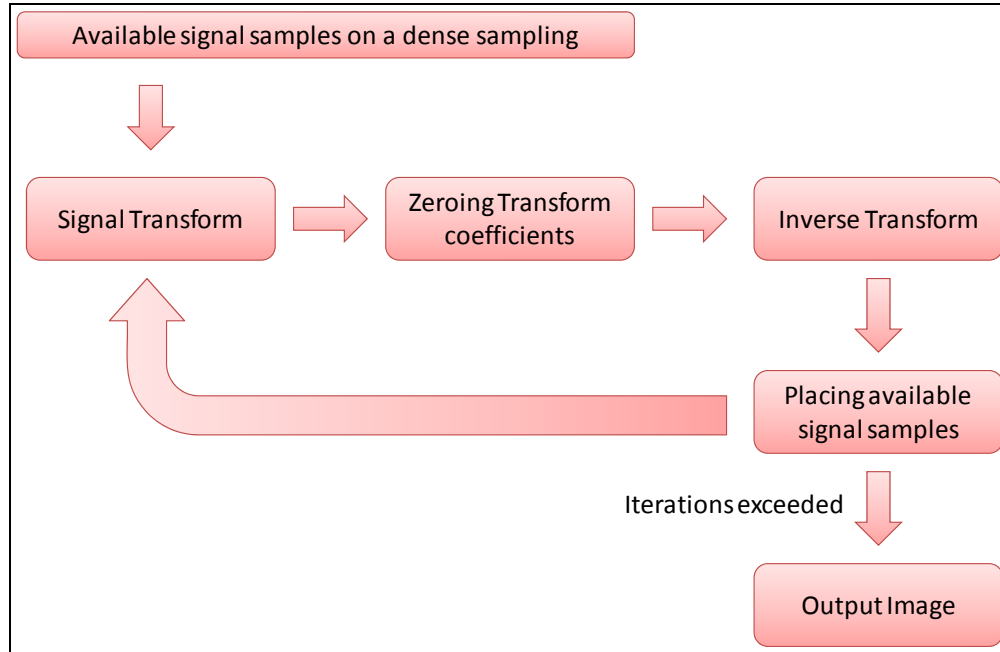 Available signal samples on a dense sampling
Signal Transform
Zeroing Transform
coefficients
Inverse Transform
Placing available
signal samples
Iterations exceeded
Output Image